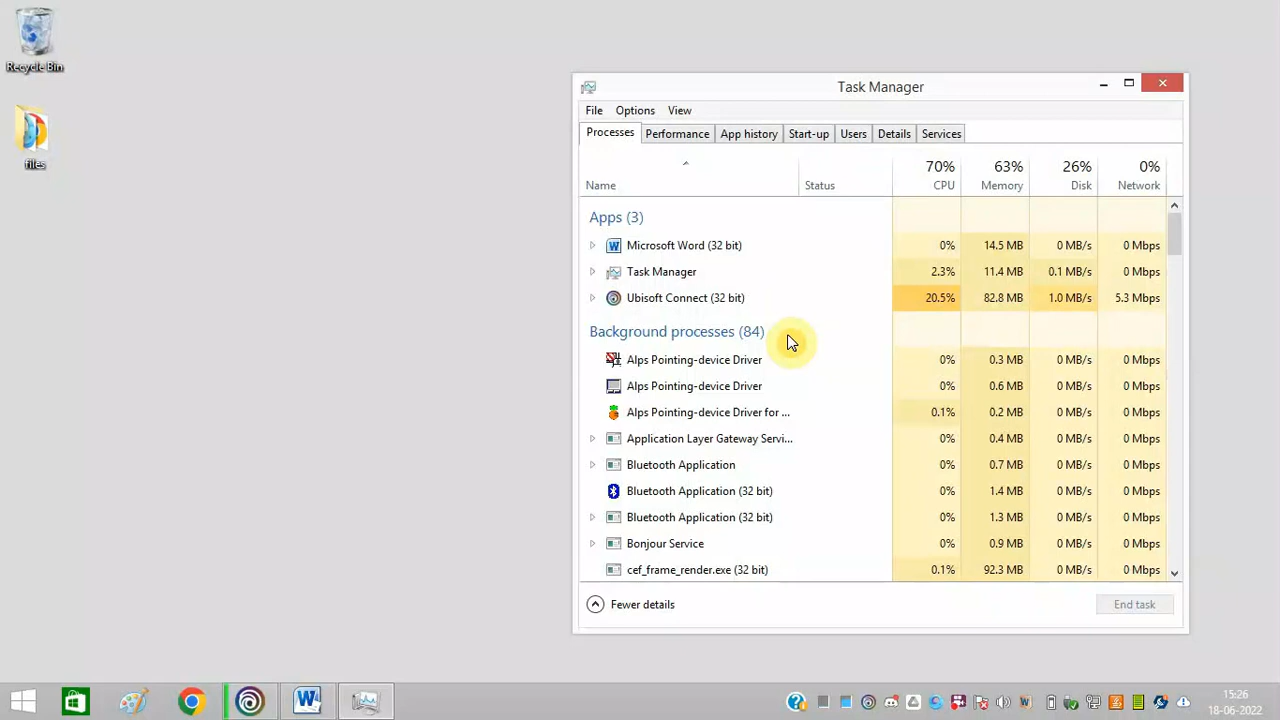 Recycle Bin
files
Task Manager
File Options View
Processes Performance App history Start-up Users Details Services
70% 63% 26% 0%
Name Status CPU Memory Disk Network
Apps (3)
Microsoft Word (32 bit) 0% 14.5 MB 0 MB/s 0 Mbps
Task Manager 2.3% 11.4 MB 0.1 MB/s 0 Mbps
Ubisoft Connect (32 bit) 20.5% 82.8 MB 1.0 MB/s 5.3 Mbps
Background processes (84)
Alps Pointing-device Driver 0% 0.3 MB 0 MB/s 0 Mbps
Alps Pointing-device Driver 0% 0.6 MB 0 MB/s 0 Mbps
Alps Pointing-device Driver for ... 0.1% 0.2 MB 0 MB/s 0 Mbps
Application Layer Gateway Servi... 0% 0.4 MB 0 MB/s 0 Mbps
Bluetooth Application 0% 0.7 MB 0 MB/s 0 Mbps
Bluetooth Application (32 bit) 0% 1.4 MB 0 MB/s 0 Mbps
Bluetooth Application (32 bit) 0% 1.3 MB 0 MB/s 0 Mbps
Bonjour Service 0% 0.9 MB 0 MB/s 0 Mbps
cef_frame_render.exe (32 bit) 0.1% 92.3 MB 0 MB/s 0 Mbps
Fewer details End task
15:26
18-06-2022